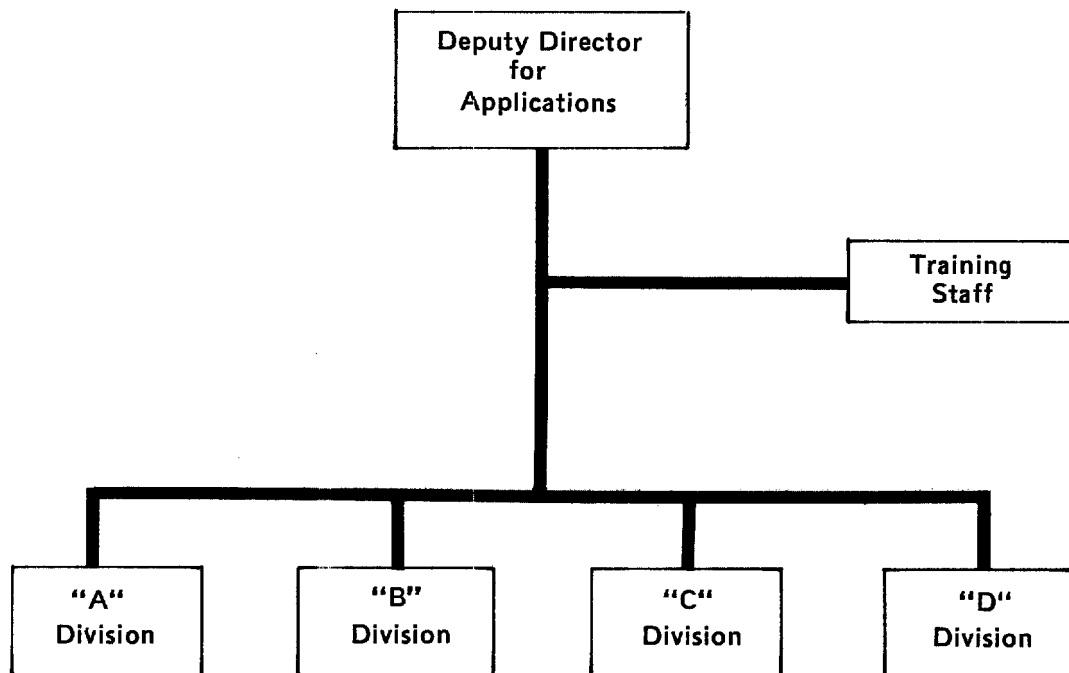 Deputy Director
for
Applications
Training
Staff
“A“
Division
“B”
Division
“C“
Division
“D“
Division